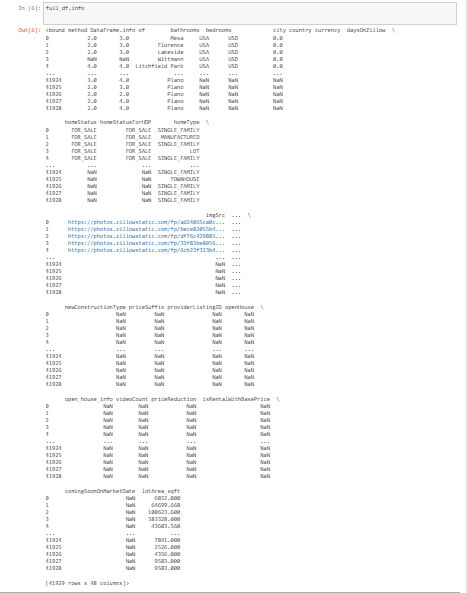 In [6]: full_df.info
Out[6]: <bound method DataFrame.info of bathrooms bedrooms city country currency daysOnZillow \
0 2.0 3.0 Mesa USA USD 0.0
1 2.0 3.0 Florence USA USD 0.0
2 2.0 3.0 Lakeside USA USD 0.0
3 NaN NaN Wittmann USA USD 0.0
4 4.0 4.0 Litchfield Park USA USD 0.0
... ... ... ... ... ... ...
41924 3.0 4.0 Plano NaN NaN NaN
41925 2.0 3.0 Plano NaN NaN NaN
41926 2.0 2.0 Plano NaN NaN NaN
41927 2.0 4.0 Plano NaN NaN NaN
41928 2.0 4.0 Plano NaN NaN NaN
homeStatus homeStatusForHDP homeType \
0 FOR_SALE FOR_SALE SINGLE_FAMILY
1 FOR_SALE FOR_SALE MANUFACTURED
2 FOR_SALE FOR_SALE SINGLE_FAMILY
3 FOR_SALE FOR_SALE LOT
4 FOR_SALE FOR_SALE SINGLE_FAMILY
... ... ... ...
41924 NaN NaN SINGLE_FAMILY
41925 NaN NaN TOWNHOUSE
41926 NaN NaN SINGLE_FAMILY
41927 NaN NaN SINGLE_FAMILY
41928 NaN NaN SINGLE_FAMILY
imgSrc ... \
0 https://photos.zillowstatic.com/fp/ad24065ca0c... ...
1 https://photos.zillowstatic.com/fp/bece82055b4... ...
2 https://photos.zillowstatic.com/fp/df76c429885... ...
3 https://photos.zillowstatic.com/fp/35f83be8056... ...
4 https://photos.zillowstatic.com/fp/6cb23f323b4... ...
... ... ...
41924 NaN ...
41925 NaN ...
41926 NaN ...
41927 NaN ...
41928 NaN ...
newConstructionType priceSuffix providerListingID openHouse \
0 NaN NaN NaN NaN
1 NaN NaN NaN NaN
2 NaN NaN NaN NaN
3 NaN NaN NaN NaN
4 NaN NaN NaN NaN
... ... ... ... ...
41924 NaN NaN NaN NaN
41925 NaN NaN NaN NaN
41926 NaN NaN NaN NaN
41927 NaN NaN NaN NaN
41928 NaN NaN NaN NaN
open_house_info videoCount priceReduction isRentalWithBasePrice \
0 NaN NaN NaN NaN
1 NaN NaN NaN NaN
2 NaN NaN NaN NaN
3 NaN NaN NaN NaN
4 NaN NaN NaN NaN
... ... ... ... ...
41924 NaN NaN NaN NaN
41925 NaN NaN NaN NaN
41926 NaN NaN NaN NaN
41927 NaN NaN NaN NaN
41928 NaN NaN NaN NaN
comingSoonOnMarketDate lotArea_sqft
0 NaN 6852.000
1 NaN 64699.668
2 NaN 100623.600
3 NaN 383328.000
4 NaN 43603.560
... ... ...
41924 NaN 7841.000
41925 NaN 2526.000
41926 NaN 4356.000
41927 NaN 9583.000
41928 NaN 9583.000
[41929 rows x 48 columns]>